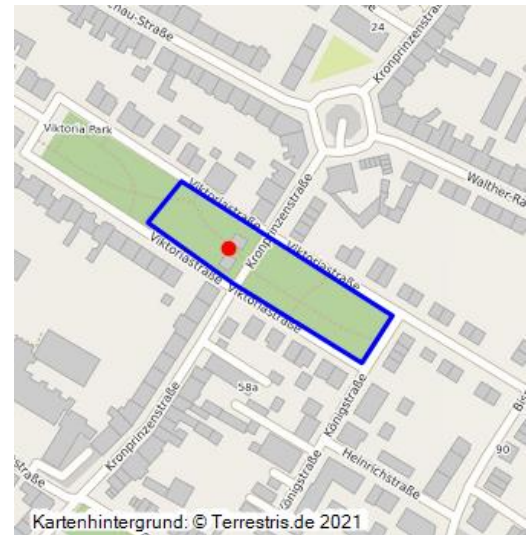 nau-Straße
24
Kronprinzenstraße
Viktoria Park
Walther-Ra
Viktoriastraße
Kronprinzenstraße
Viktoriastraße
Viktoriastraße
Viktoriastraße
58a
Königstraße
Kronprinzenstraße
Bis
90
Heinrichstraße
Königstraße
Kartenhintergrund: © Terrestris.de 2021